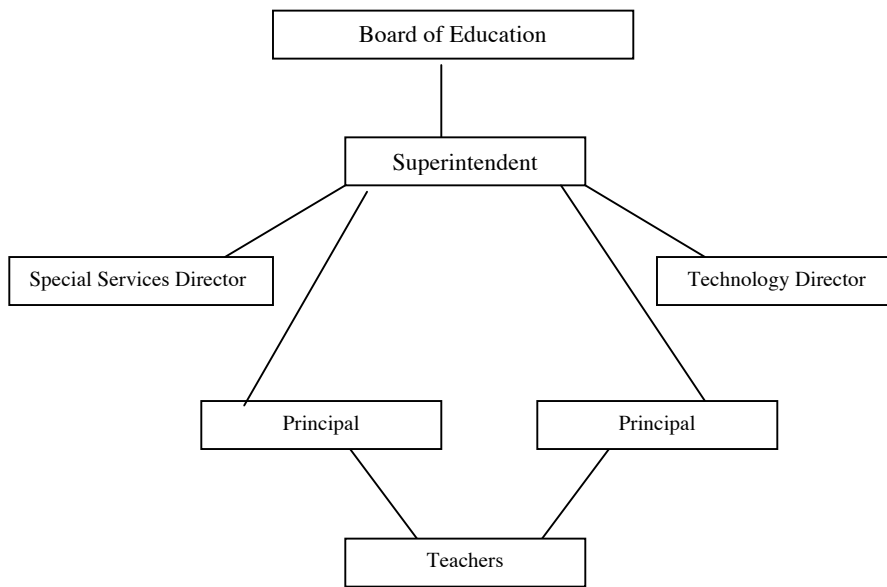 Board of Education
Superintendent
Special Services Director
Technology Director
Principal
Principal
Teachers